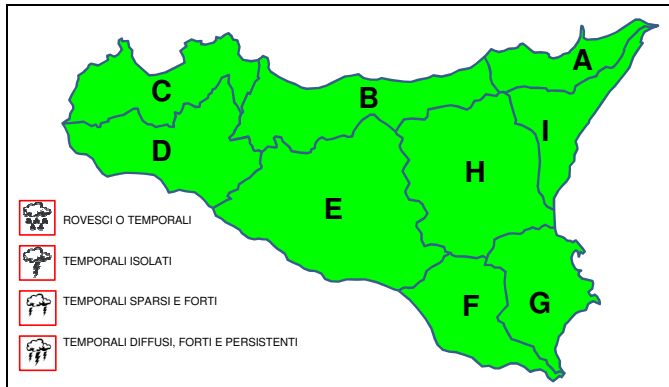 A
C
B
I
D
H
E
F
G
ROVESCI O TEMPORALI
TEMPORALI ISOLATI
TEMPORALI SPARSI E FORTI
TEMPORALI DIFFUSI, FORTI E PERSISTENTI